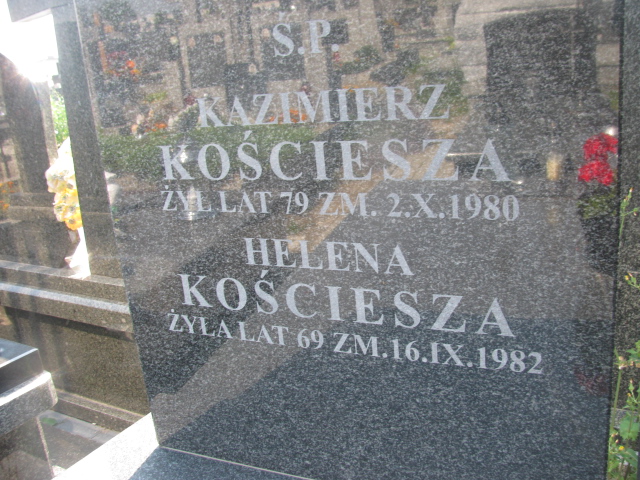 Ś.P.
KAZIMIERZ
KOŚCIESZA
ŻYŁ LAT 79 ZM. 2.X.1980
HELENA
KOŚCIESZA
ŻYŁA LAT 69 ZM.16.IX.1982